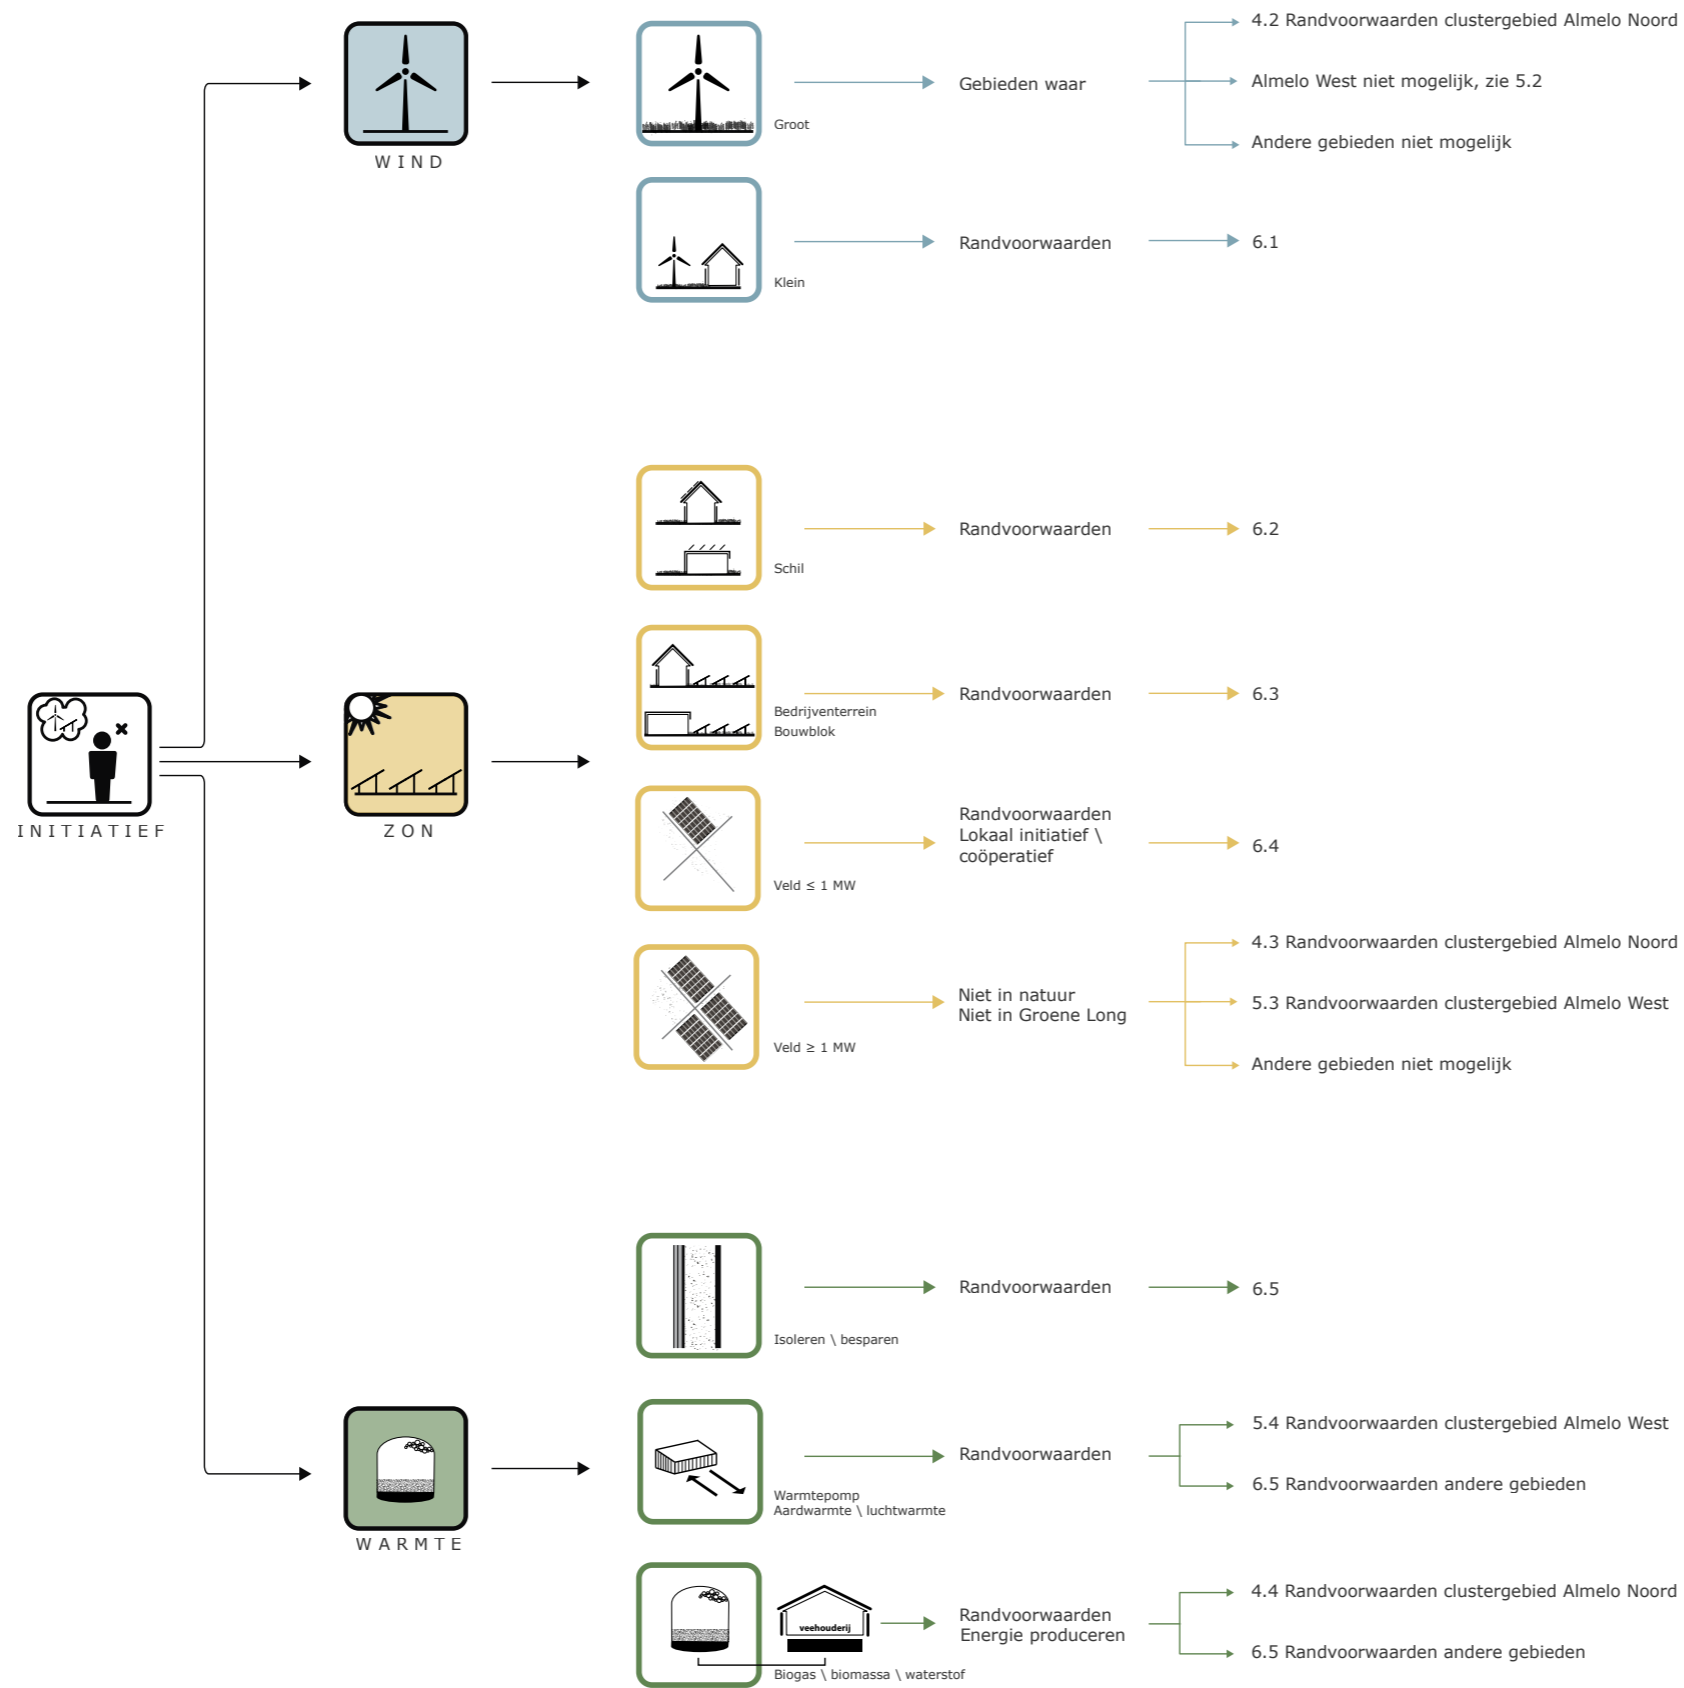 INITIATIEF
WIND
Groot
Gebieden waar
4.2 Randvoorwaarden clustergebied Almelo Noord
Almelo West niet mogelijk, zie 5.2
Andere gebieden niet mogelijk
Klein
Randvoorwaarden
6.1
ZON
Schil
Randvoorwaarden
6.2
Bedrijventerrein
Bouwblok
Randvoorwaarden
6.3
Veld ≤ 1 MW
Randvoorwaarden
Lokaal initiatief \
coöperatief
6.4
Veld ≥ 1 MW
Niet in natuur
Niet in Groene Long
4.3 Randvoorwaarden clustergebied Almelo Noord
5.3 Randvoorwaarden clustergebied Almelo West
Andere gebieden niet mogelijk
WARMTE
Isoleren \ besparen
Randvoorwaarden
6.5
Warmtepomp
Aardwarmte \ luchtwarmte
Randvoorwaarden
5.4 Randvoorwaarden clustergebied Almelo West
6.5 Randvoorwaarden andere gebieden
veehouderij
Biogas \ biomassa \ waterstof
Randvoorwaarden
Energie produceren
4.4 Randvoorwaarden clustergebied Almelo Noord
6.5 Randvoorwaarden andere gebieden